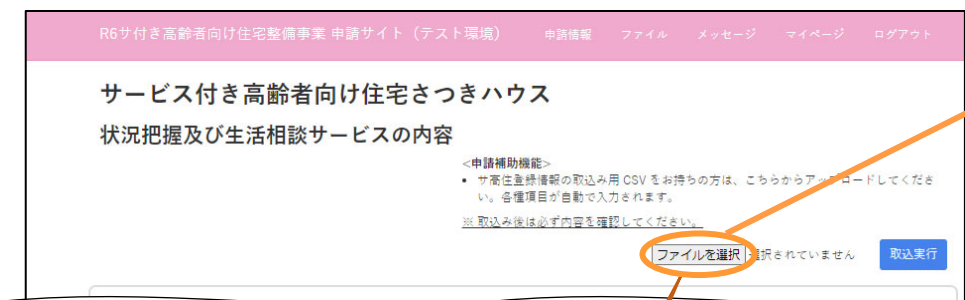 R6サ付き高齢者向け住宅整備事業 申請サイト（テスト環境） 申請情報 ファイル メッセージ マイページ ログアウト
サービス付き高齢者向け住宅さつきハウス
状況把握及び生活相談サービスの内容
<申請補助機能>
• サ高住登録情報の取込み用 CSV をお持ちの方は、こちらからアップロードしてくださ
い。各種項目が自動で入力されます。
※ 取込み後は必ず内容を確認してください。
ファイルを選択 選択されていません 取込実行